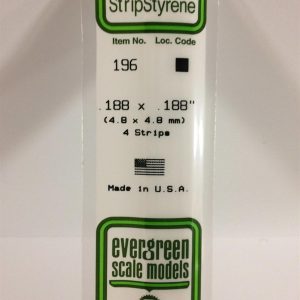 StripStyrene
Item No. Loc. Code
196
.188 x .188"
(4.8 x 4.8 mm)
4 Strips
Made in U.S.A.
evergreen
scale models